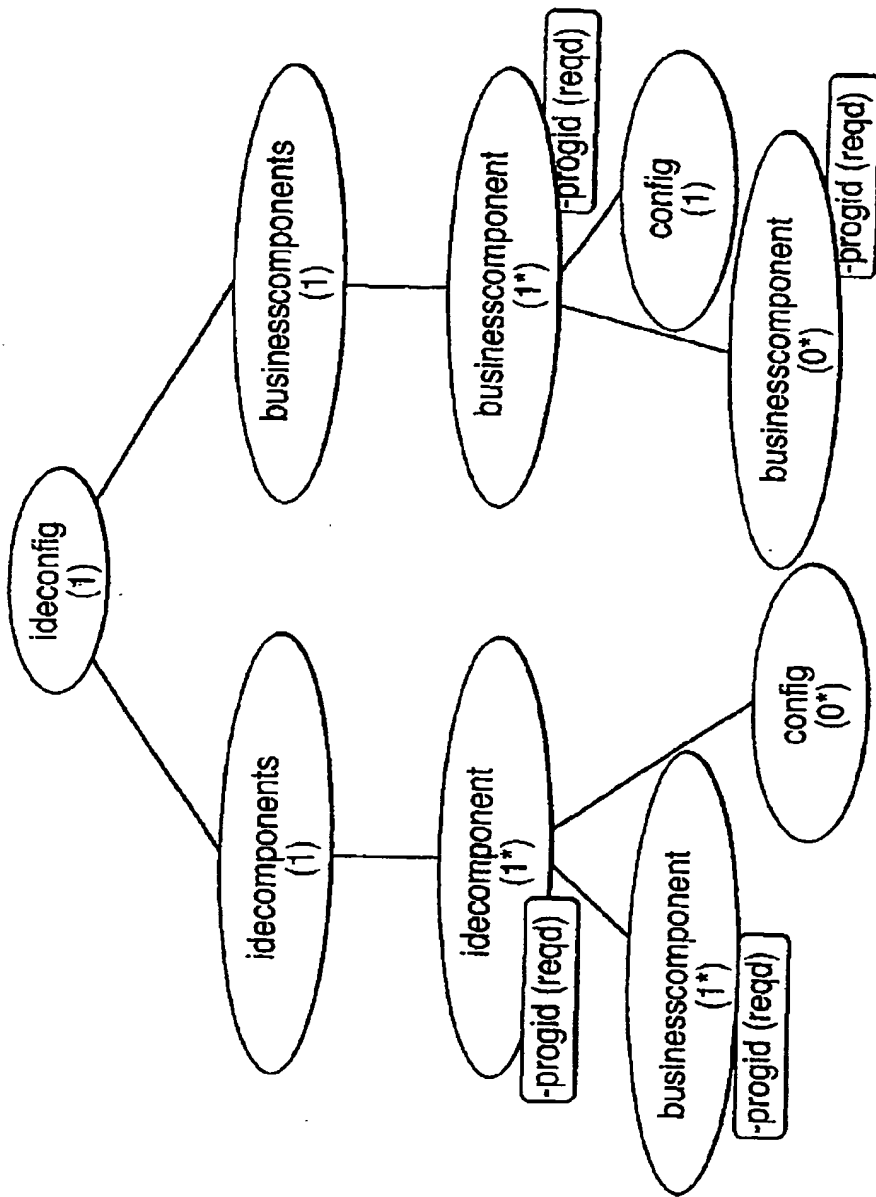 ideconfig
(1)
idecomponents
(1)
businesscomponents
(1)
idecomponent
(1*)
-progid (reqd)
businesscomponent
(1*)
-progid (reqd)
businesscomponent
(1*)
-progid (reqd)
config
(0*)
businesscomponent
(0*)
-progid (reqd)
config
(1)